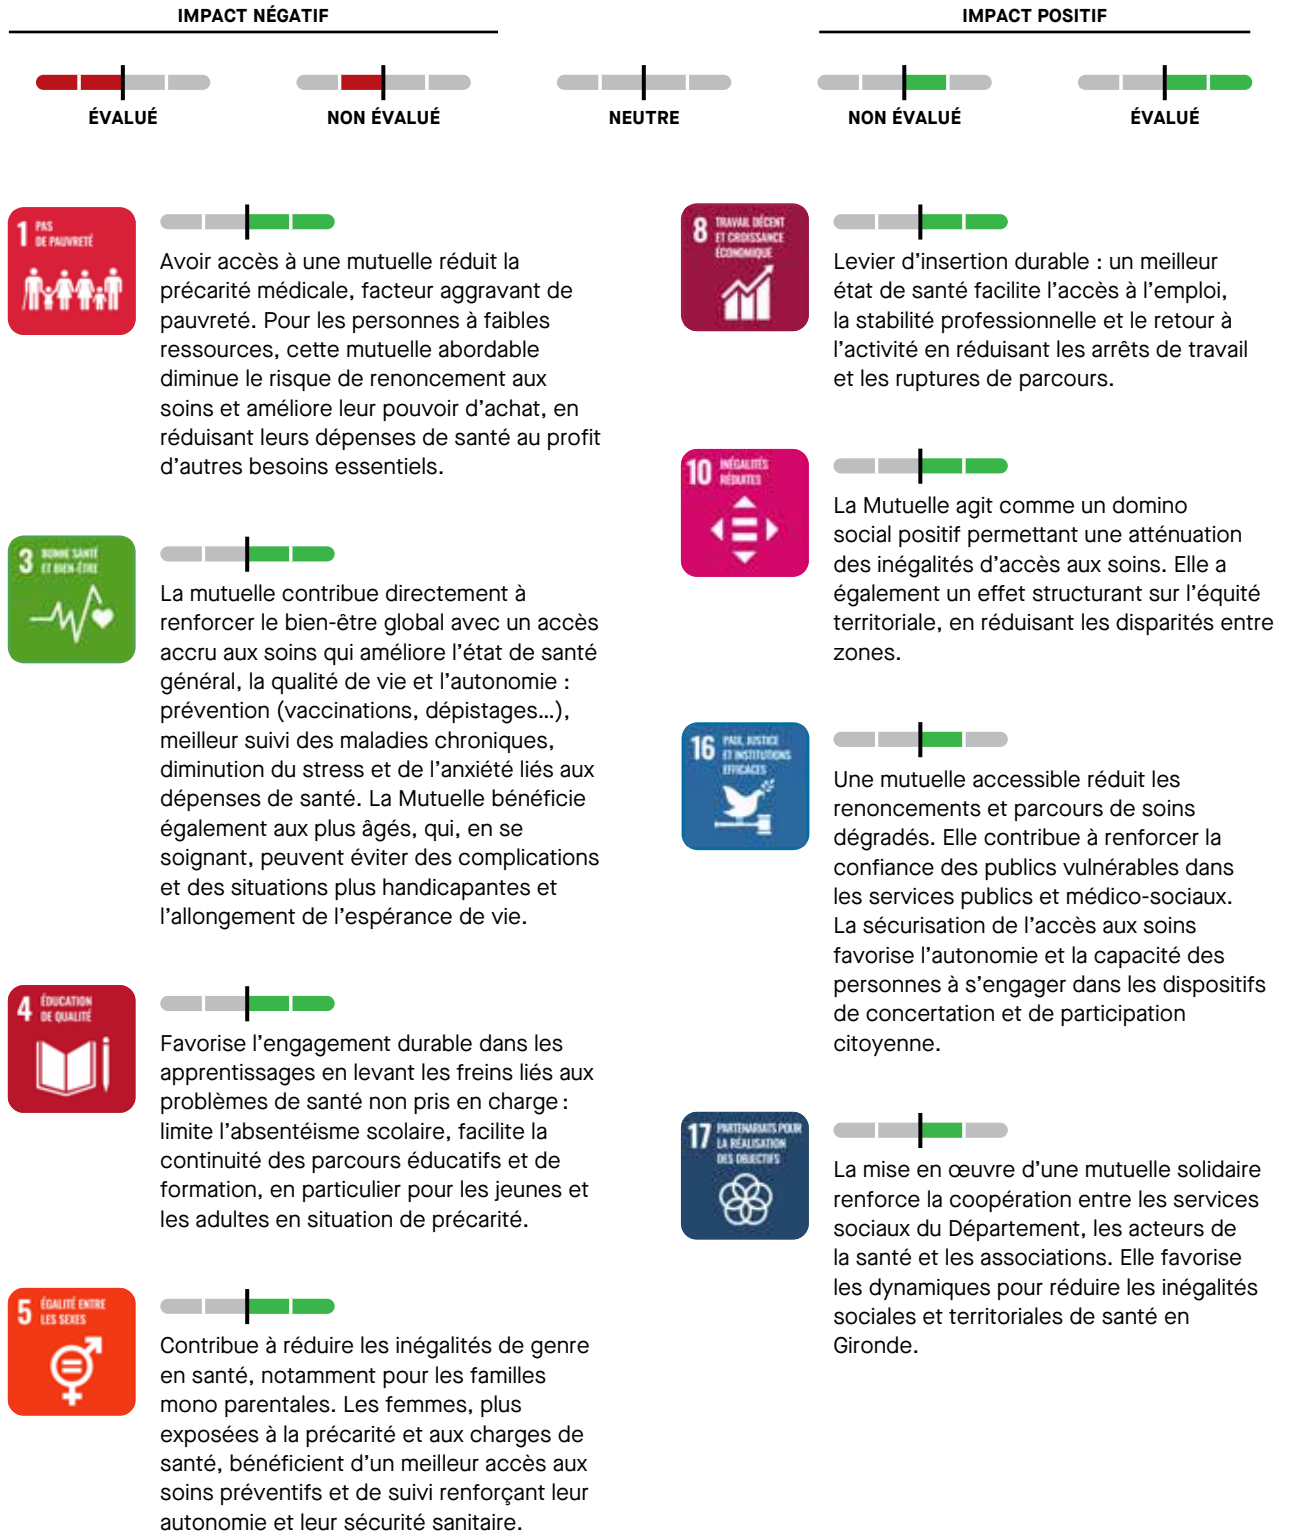 IMPACT NÉGATIF
IMPACT POSITIF
ÉVALUÉ
NON ÉVALUÉ
NEUTRE
NON ÉVALUÉ
ÉVALUÉ
1 PAS
DE PAUVRETÉ
Avoir accès à une mutuelle réduit la
précarité médicale, facteur aggravant de
pauvreté. Pour les personnes à faibles
ressources, cette mutuelle abordable
diminue le risque de renoncement aux
soins et améliore leur pouvoir d’achat, en
réduisant leurs dépenses de santé au profit
d’autres besoins essentiels.
3 BONNE SANTÉ
ET BIEN-ÊTRE
La mutuelle contribue directement à
renforcer le bien-être global avec un accès
accru aux soins qui améliore l’état de santé
général, la qualité de vie et l’autonomie :
prévention (vaccinations, dépistages…),
meilleur suivi des maladies chroniques,
diminution du stress et de l’anxiété liés aux
dépenses de santé. La Mutuelle bénéficie
également aux plus âgés, qui, en se
soignant, peuvent éviter des complications
et des situations plus handicapantes et
l’allongement de l’espérance de vie.
4 ÉDUCATION
DE QUALITÉ
Favorise l’engagement durable dans les
apprentissages en levant les freins liés aux
problèmes de santé non pris en charge :
limite l’absentéisme scolaire, facilite la
continuité des parcours éducatifs et de
formation, en particulier pour les jeunes et
les adultes en situation de précarité.
5 ÉGALITÉ ENTRE
LES SEXES
Contribue à réduire les inégalités de genre
en santé, notamment pour les familles
mono parentales. Les femmes, plus
exposées à la précarité et aux charges de
santé, bénéficient d’un meilleur accès aux
soins préventifs et de suivi renforçant leur
autonomie et leur sécurité sanitaire.
8 TRAVAIL DÉCENT
ET CROISSANCE
ÉCONOMIQUE
Levier d’insertion durable : un meilleur
état de santé facilite l’accès à l’emploi,
la stabilité professionnelle et le retour à
l’activité en réduisant les arrêts de travail
et les ruptures de parcours.
10 INÉGALITÉS
RÉDUITES
La Mutuelle agit comme un domino
social positif permettant une atténuation
des inégalités d’accès aux soins. Elle a
également un effet structurant sur l’équité
territoriale, en réduisant les disparités entre
zones.
16 PAIX, JUSTICE
ET INSTITUTIONS
EFFICACES
Une mutuelle accessible réduit les
renoncements et parcours de soins
dégradés. Elle contribue à renforcer la
confiance des publics vulnérables dans
les services publics et médico-sociaux.
La sécurisation de l’accès aux soins
favorise l’autonomie et la capacité des
personnes à s’engager dans les dispositifs
de concertation et de participation
citoyenne.
17 PARTENARIATS POUR
LA RÉALISATION
DES OBJECTIFS
La mise en œuvre d’une mutuelle solidaire
renforce la coopération entre les services
sociaux du Département, les acteurs de
la santé et les associations. Elle favorise
les dynamiques pour réduire les inégalités
sociales et territoriales de santé en
Gironde.